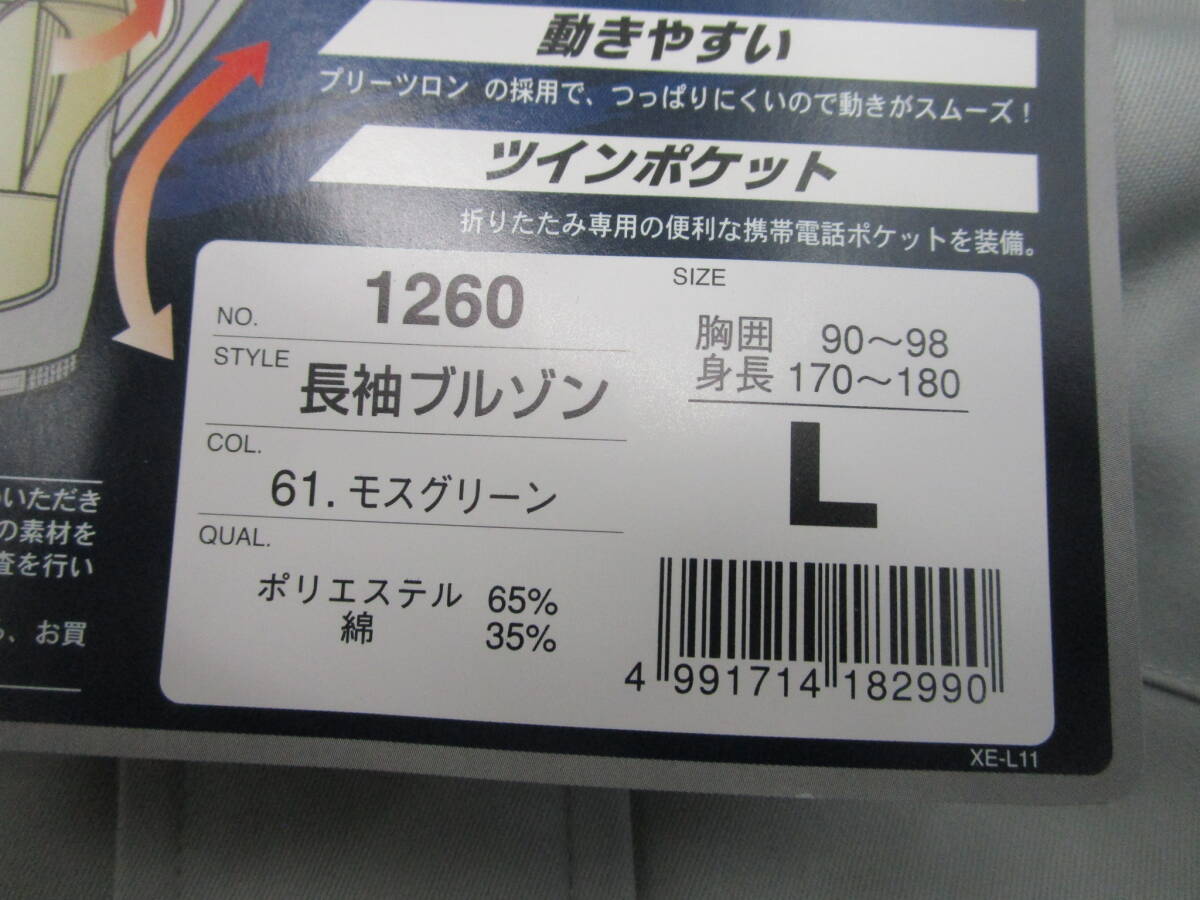 動きやすい
プリーツロン の採用で、つっぱりにくいので動きがスムーズ！
ツインポケット
折りたたみ専用の便利な携帯電話ポケットを装備。
NO. 1260
STYLE 長袖ブルゾン
COL.
61. モスグリーン
QUAL.
ポリエステル 65%
綿 35%
SIZE
胸囲 90～98
身長 170～180
L
4 991714 182990
XE-L11
いただき
の素材を
査を行い
、お買